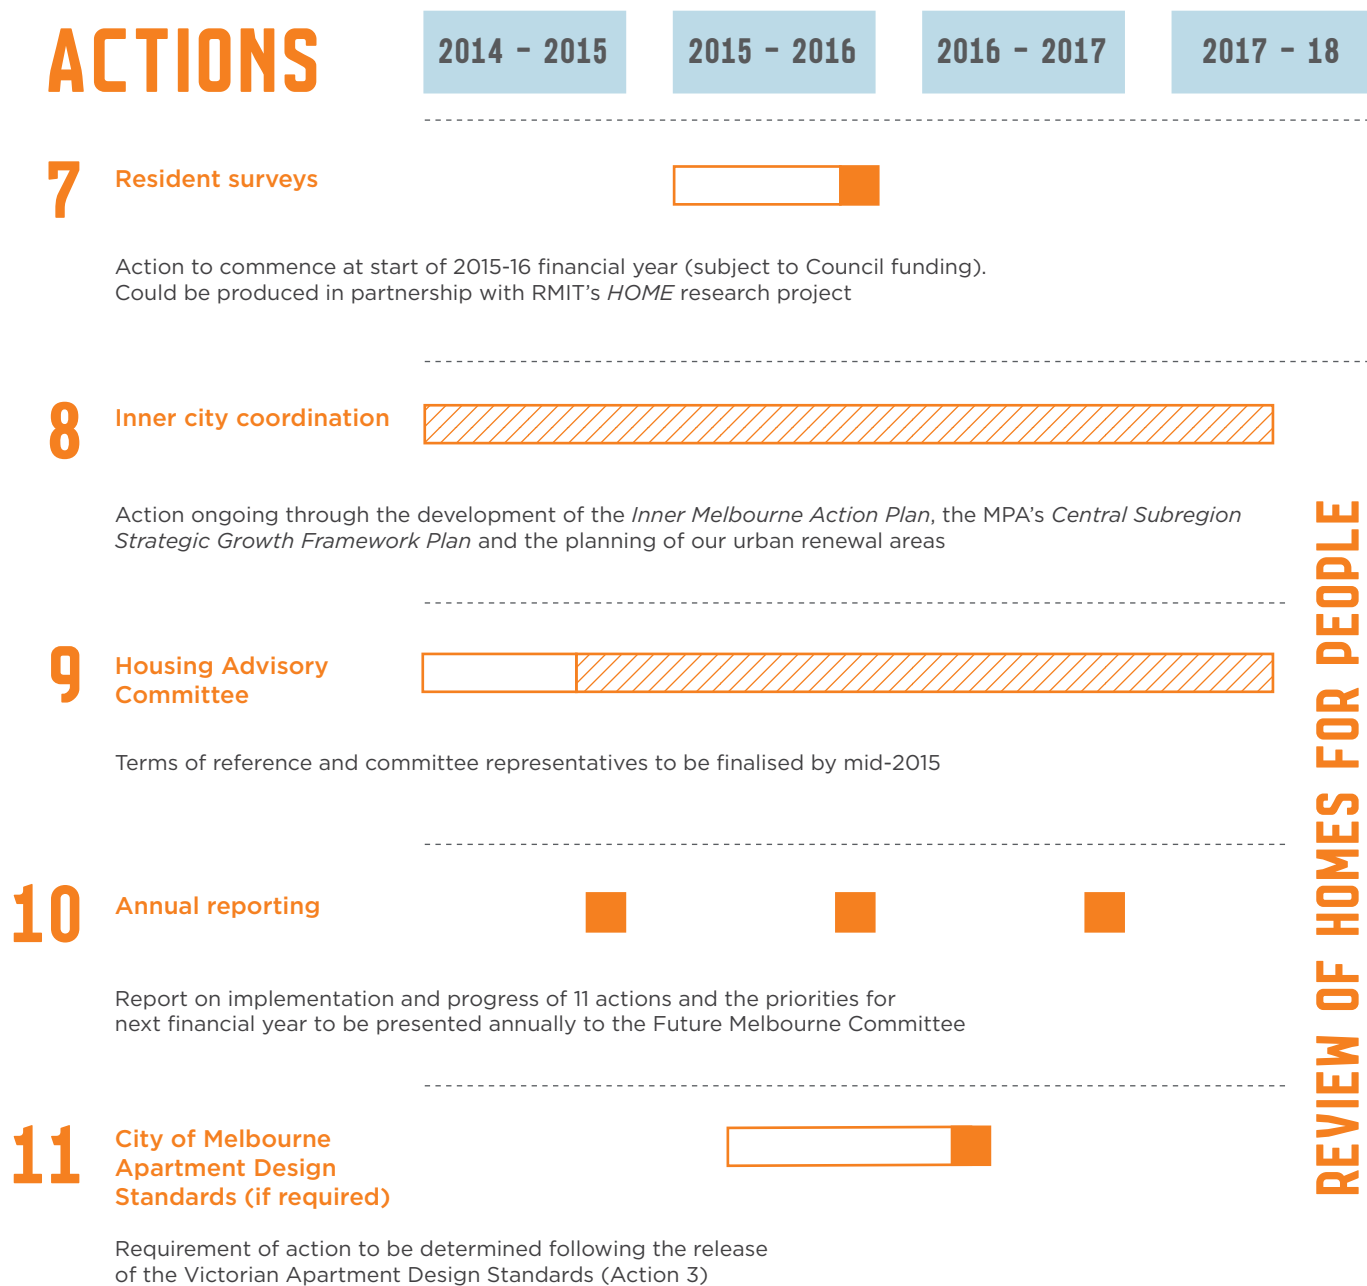 ACTIONS
2014 - 2015
2015 - 2016
2016 - 2017
2017 - 18
7
Resident surveys
Action to commence at start of 2015-16 financial year (subject to Council funding).
Could be produced in partnership with RMIT's HOME research project
8
Inner city coordination
Action ongoing through the development of the Inner Melbourne Action Plan, the MPA's Central Subregion
Strategic Growth Framework Plan and the planning of our urban renewal areas
9
Housing Advisory
Committee
Terms of reference and committee representatives to be finalised by mid-2015
10
Annual reporting
Report on implementation and progress of 11 actions and the priorities for
next financial year to be presented annually to the Future Melbourne Committee
11
City of Melbourne
Apartment Design
Standards (if required)
Requirement of action to be determined following the release
of the Victorian Apartment Design Standards (Action 3)
REVIEW OF HOMES FOR PEOPLE